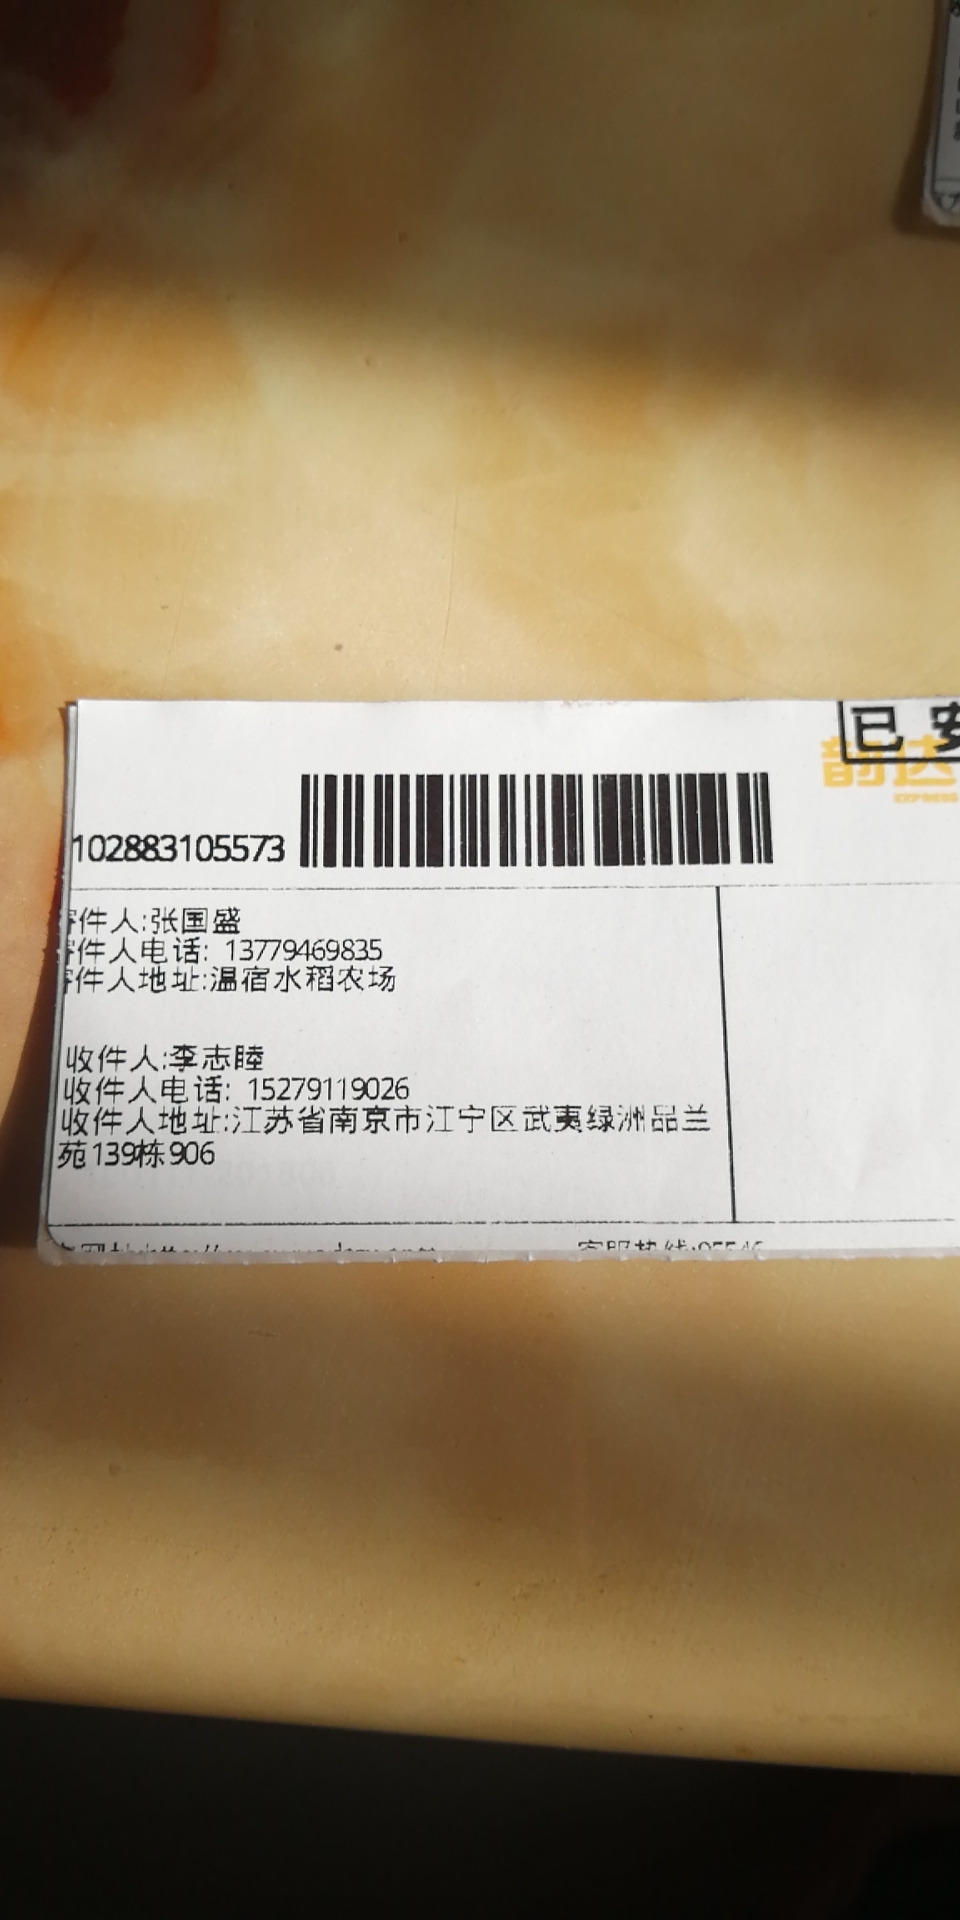 已安
韵达
EXPRESS
102883105573
寄件人:张国盛
寄件人电话: 13779469835
寄件人地址:温宿水稻农场
收件人:李志睦
收件人电话: 15279119026
收件人地址:江苏省南京市江宁区武夷绿洲品兰
苑139栋906
客服热线:95546